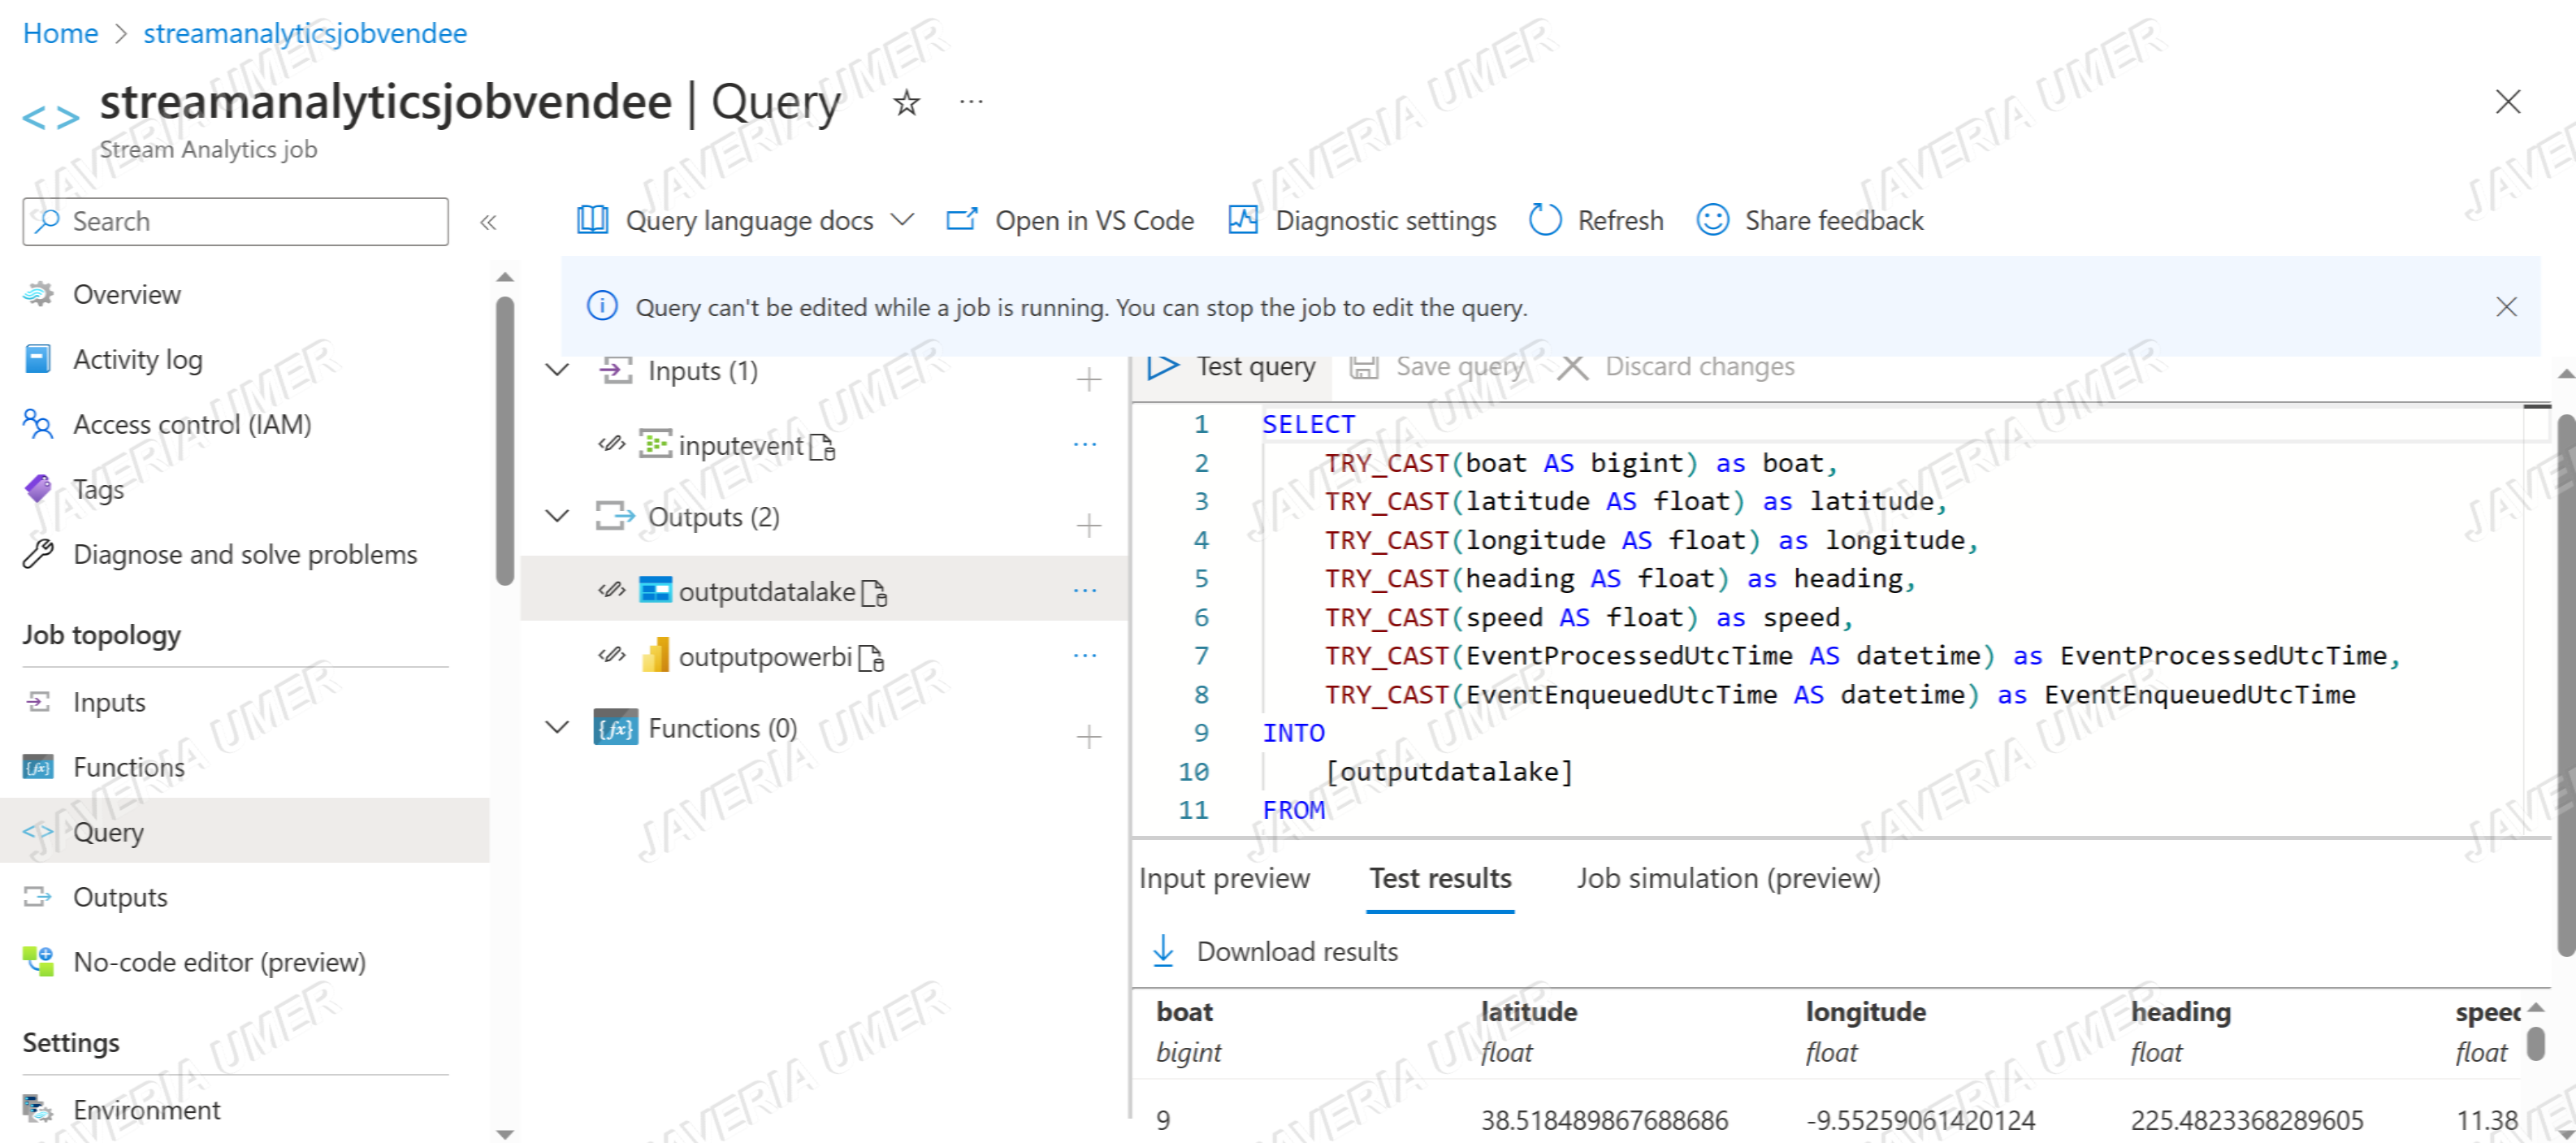 Home > streamanalyticsjobvendee
streamanalyticsjobvendee | Query
Stream Analytics job
Search
Overview
Activity log
Access control (IAM)
Tags
Diagnose and solve problems
Job topology
Inputs
Functions
Query
Outputs
No-code editor (preview)
Settings
Environment
Query language docs
Open in VS Code
Diagnostic settings
Refresh
Share feedback
Query can't be edited while a job is running. You can stop the job to edit the query.
Inputs (1)
inputevent
Outputs (2)
outputdatalake
outputpowerbi
Functions (0)
Test query
Save query
Discard changes
1 SELECT
2 TRY_CAST(boat AS bigint) as boat,
3 TRY_CAST(latitude AS float) as latitude,
4 TRY_CAST(longitude AS float) as longitude,
5 TRY_CAST(heading AS float) as heading,
6 TRY_CAST(speed AS float) as speed,
7 TRY_CAST(EventProcessedUtcTime AS datetime) as EventProcessedUtcTime,
8 TRY_CAST(EventEnqueuedUtcTime AS datetime) as EventEnqueuedUtcTime
9 INTO
10 [outputdatalake]
11 FROM
Input preview
Test results
Job simulation (preview)
Download results
boat latitude longitude heading speed
bigint float float float float
9 38.518489867688686 -9.55259061420124 225.4823368289605 11.38
JAVERIA UMER